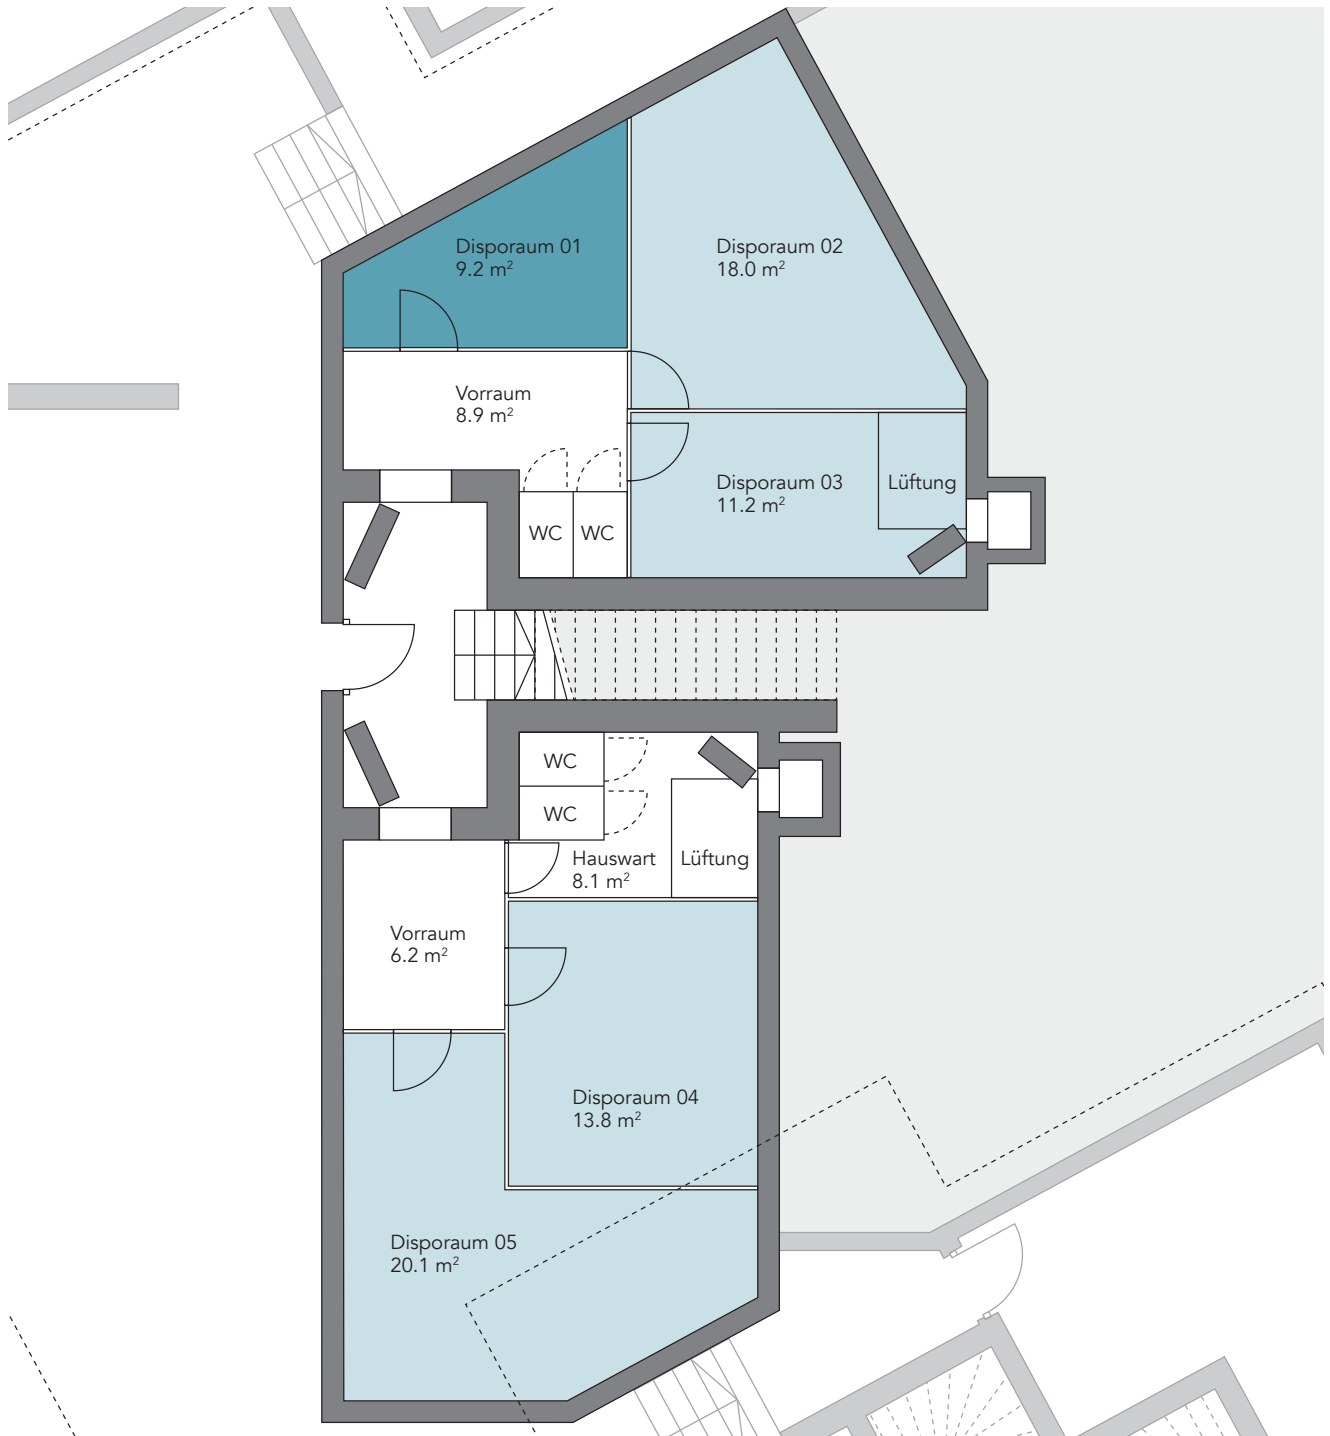 Disporaum 01
9.2 m²
Disporaum 02
18.0 m²
Vorraum
8.9 m²
Disporaum 03
11.2 m²
Lüftung
WC
WC
WC
WC
Hauswart
8.1 m²
Lüftung
Vorraum
6.2 m²
Disporaum 04
13.8 m²
Disporaum 05
20.1 m²